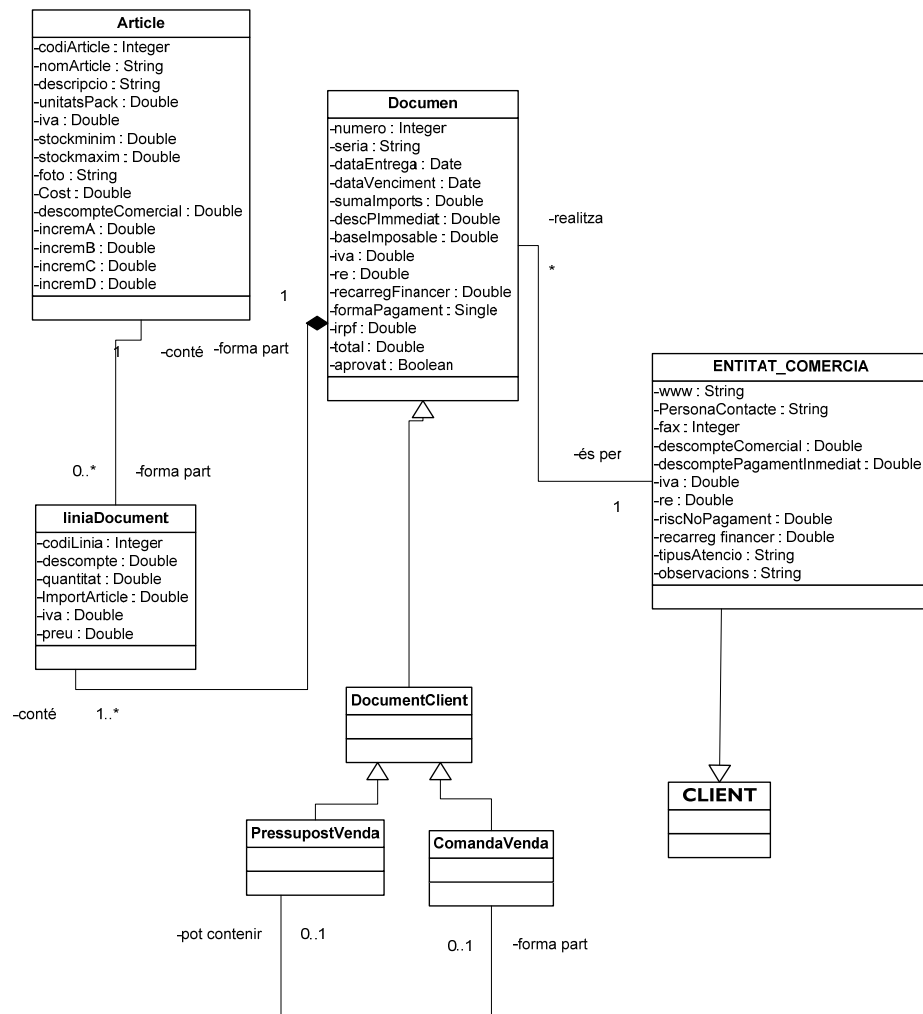 Article
-codiArticle : Integer
-nomArticle : String
-descripcio : String
-unitatsPack : Double
-iva : Double
-stockminim : Double
-stockmaxim : Double
-foto : String
-Cost : Double
-descompteComercial : Double
-incremA : Double
-incremB : Double
-incremC : Double
-incremD : Double
Documen
-numero : Integer
-seria : String
-dataEntrega : Date
-dataVenciment : Date
-sumaImports : Double
-descPImmediat : Double
-baseImposable : Double
-iva : Double
-re : Double
-recarregFinancer : Double
-formaPagament : Single
-irpf : Double
-total : Double
-aprovat : Boolean
-realitza
*
1
1
-conté
-forma part
ENTITAT_COMERCIA
-www : String
-PersonaContacte : String
-fax : Integer
-descompteComercial : Double
-descomptePagamentInmediat : Double
-iva : Double
-re : Double
-riscNoPagament : Double
-recarreg financer : Double
-tipusAtencio : String
-observacions : String
-és per
1
0..*
-forma part
liniaDocument
-codiLinia : Integer
-descompte : Double
-quantitat : Double
-ImportArticle : Double
-iva : Double
-preu : Double
-conté
1..*
DocumentClient
CLIENT
PressupostVenda
ComandaVenda
-pot contenir
0..1
0..1
-forma part